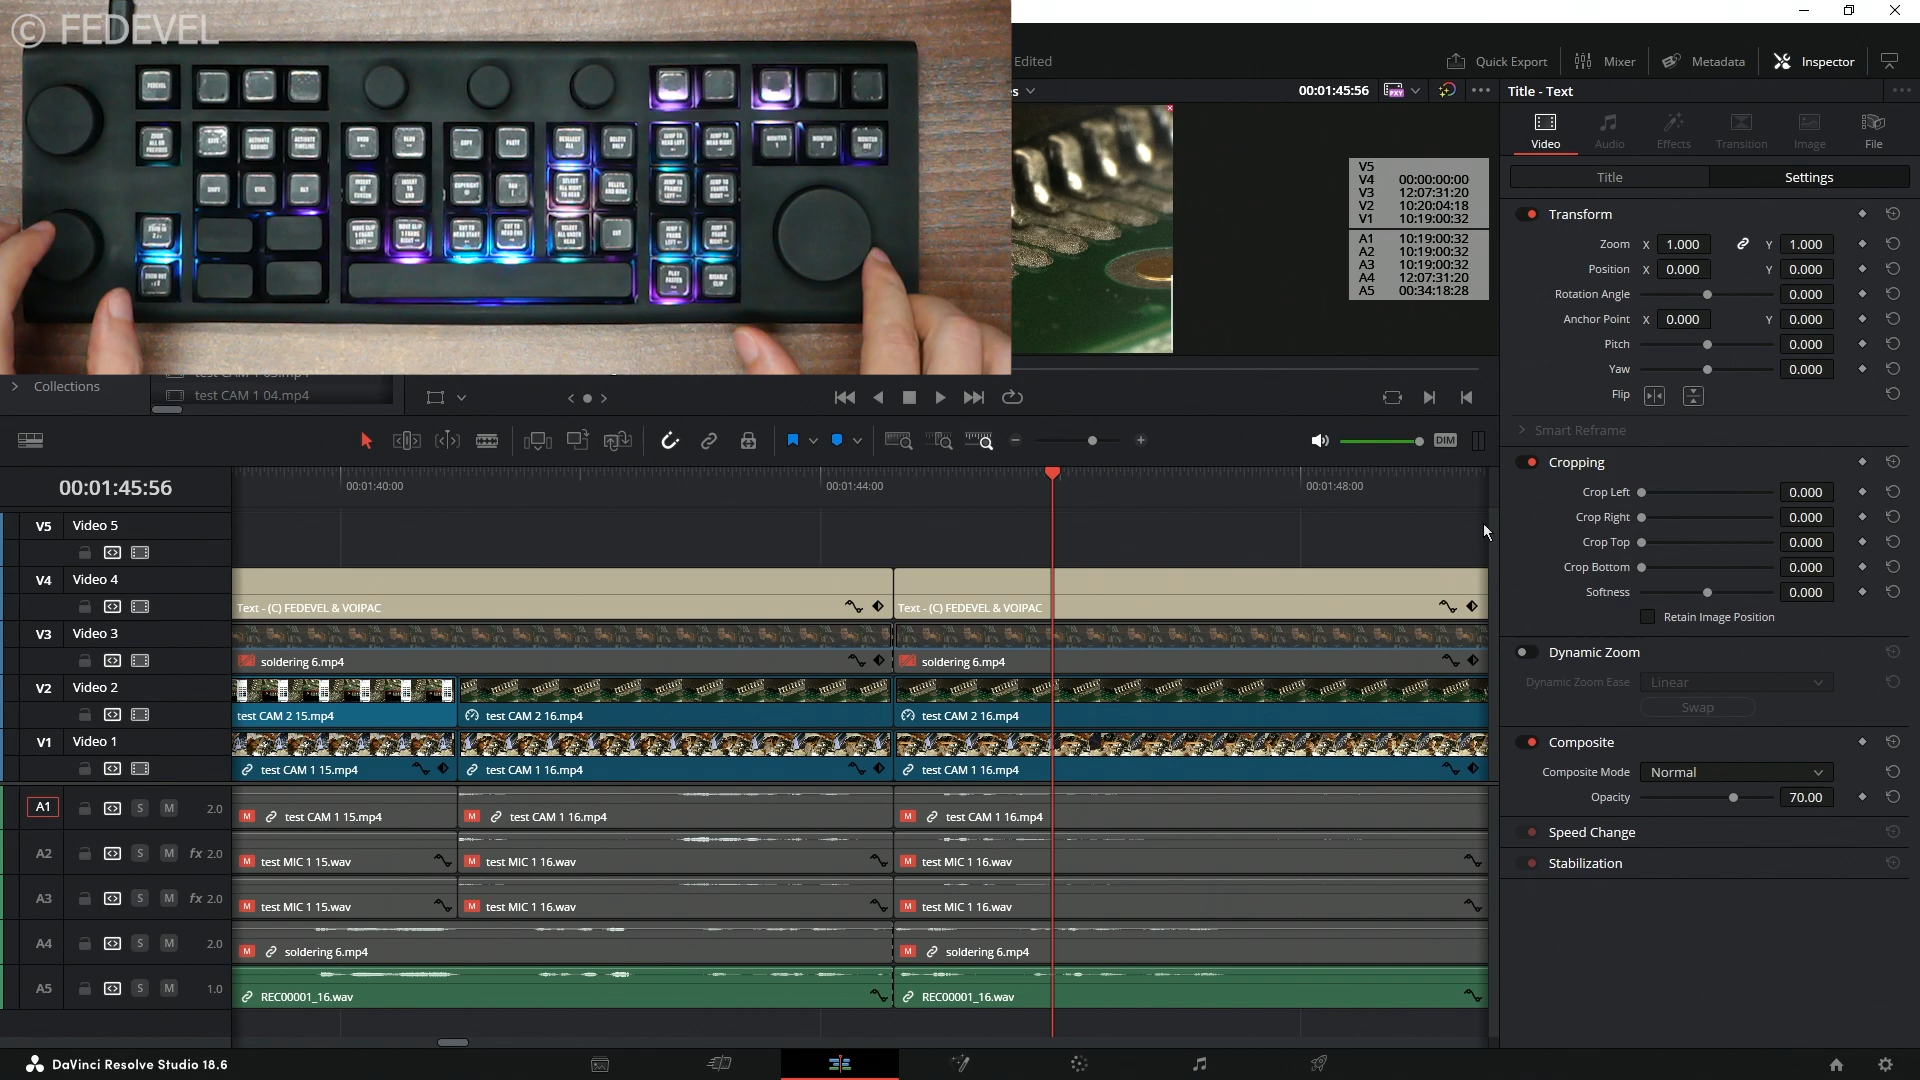 © FEDEVEL
FEDEVEL
SAVE
COPY
PASTE
SHIFT
CTRL
ALT
CUT
MONITOR 1
MONITOR 2
Edited
Quick Export
Mixer
Metadata
Inspector
00:01:45:56
Title - Text
Video
Audio
Effects
Transition
Image
File
Title
Settings
V5
V4 00:00:00:00
V3 12:07:31:20
V2 10:20:04:18
V1 10:19:00:32
A1 10:19:00:32
A2 10:19:00:32
A3 10:19:00:32
A4 12:07:31:20
A5 00:34:18:28
Transform
Zoom X 1.000 Y 1.000
Position X 0.000 Y 0.000
Rotation Angle 0.000
Anchor Point X 0.000 Y 0.000
Pitch 0.000
Yaw 0.000
Flip
Smart Reframe
Cropping
Crop Left 0.000
Crop Right 0.000
Crop Top 0.000
Crop Bottom 0.000
Softness 0.000
Retain Image Position
Dynamic Zoom
Dynamic Zoom Ease Linear
Swap
Composite
Composite Mode Normal
Opacity 70.00
Speed Change
Stabilization
Collections
test CAM 1 04.mp4
DIM
00:01:45:56
00:01:40:00
00:01:44:00
00:01:48:00
V5 Video 5
V4 Video 4
Text - (C) FEDEVEL & VOIPAC
Text - (C) FEDEVEL & VOIPAC
V3 Video 3
soldering 6.mp4
soldering 6.mp4
V2 Video 2
test CAM 2 15.mp4
test CAM 2 16.mp4
test CAM 2 16.mp4
V1 Video 1
test CAM 1 15.mp4
test CAM 1 16.mp4
test CAM 1 16.mp4
A1 S M 2.0
M test CAM 1 15.mp4
M test CAM 1 16.mp4
M test CAM 1 16.mp4
A2 S M fx 2.0
M test MIC 1 15.wav
M test MIC 1 16.wav
M test MIC 1 16.wav
A3 S M fx 2.0
M test MIC 1 15.wav
M test MIC 1 16.wav
M test MIC 1 16.wav
A4 S M 2.0
M soldering 6.mp4
M soldering 6.mp4
A5 S M 1.0
REC00001_16.wav
REC00001_16.wav
DaVinci Resolve Studio 18.6